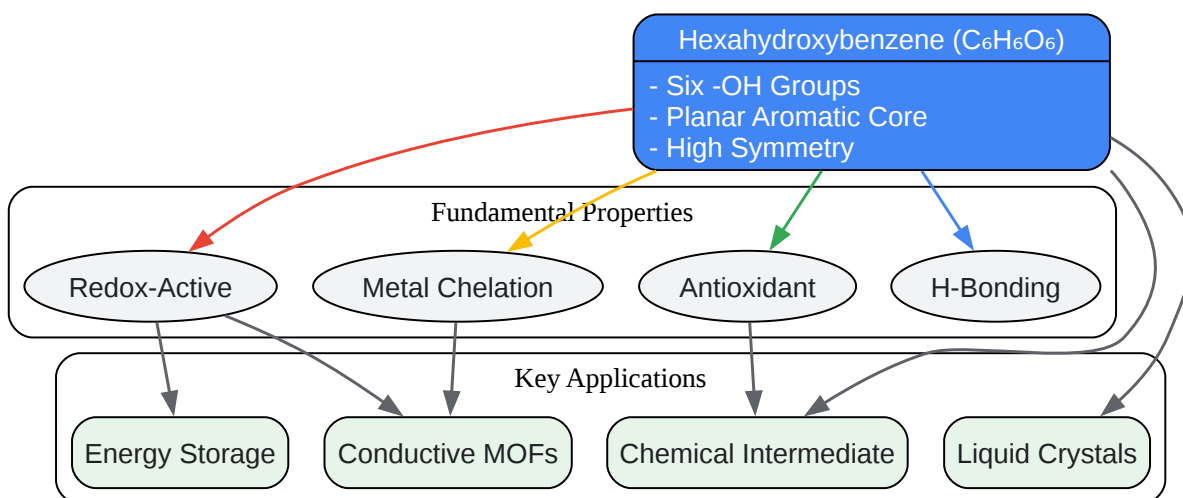 Hexahydroxybenzene (C₆H₆O₆)
- Six -OH Groups
- Planar Aromatic Core
- High Symmetry
Fundamental Properties
Redox-Active
Metal Chelation
Antioxidant
H-Bonding
Key Applications
Energy Storage
Conductive MOFs
Chemical Intermediate
Liquid Crystals